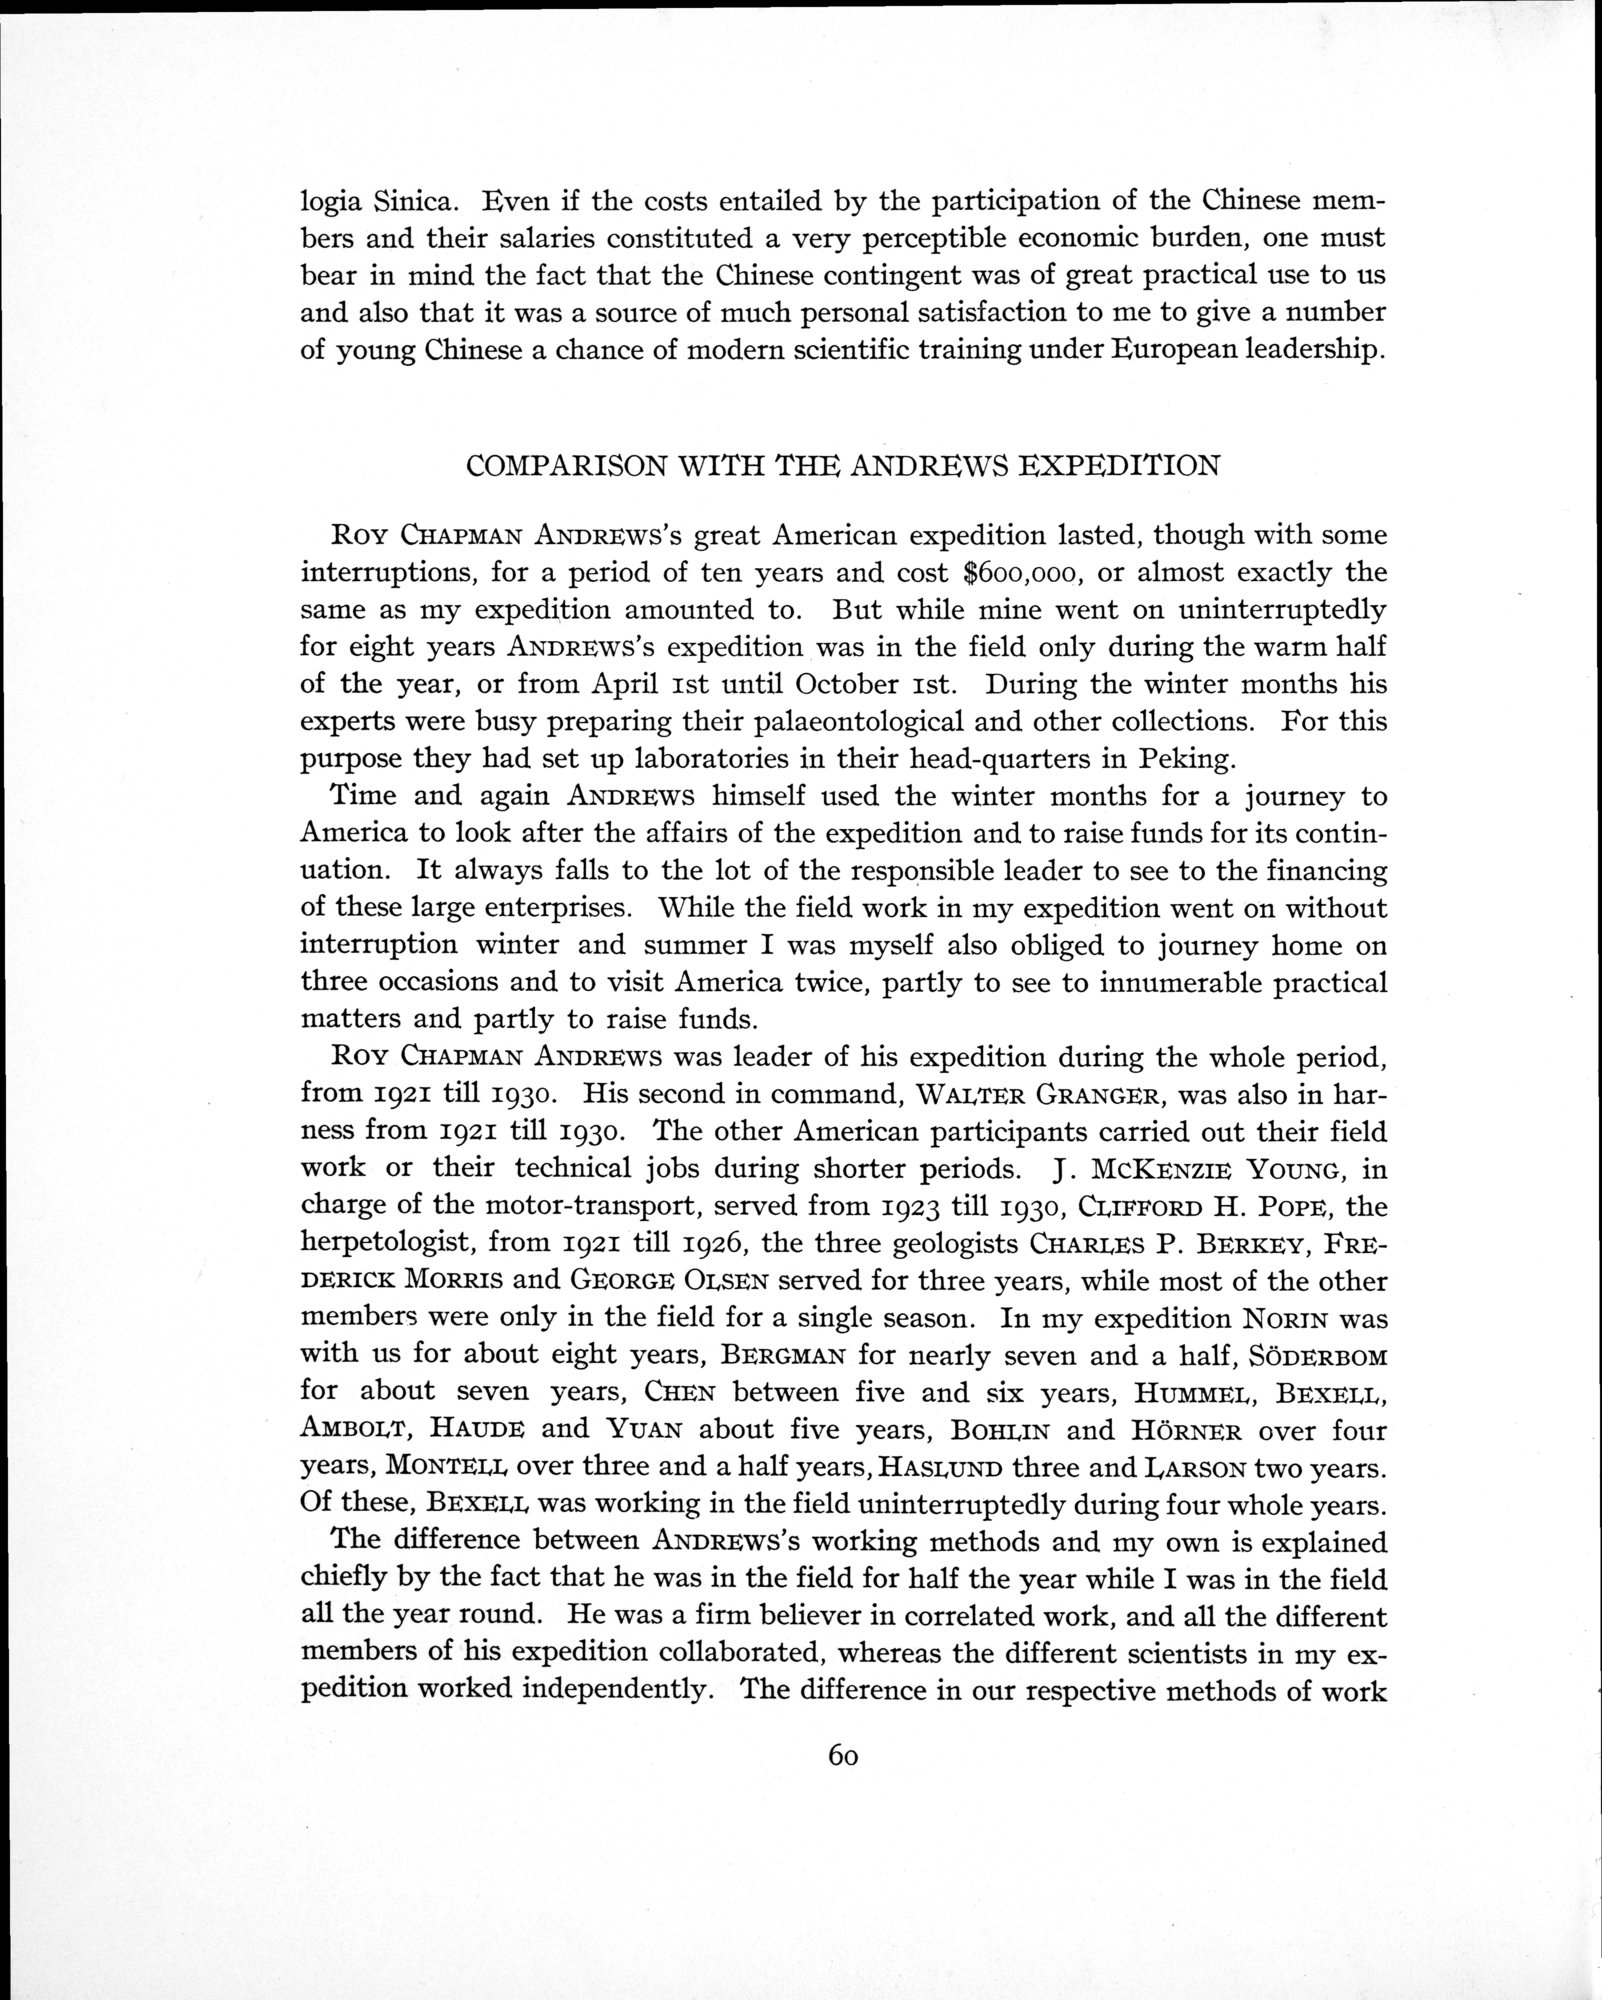 logia Sinica. Even if the costs entailed by the participation of the Chinese mem-
bers and their salaries constituted a very perceptible economic burden, one must
bear in mind the fact that the Chinese contingent was of great practical use to us
and also that it was a source of much personal satisfaction to me to give a number
of young Chinese a chance of modern scientific training under European leadership.
COMPARISON WITH THE ANDREWS EXPEDITION
ROY CHAPMAN ANDREWS's great American expedition lasted, though with some
interruptions, for a period of ten years and cost $600,000, or almost exactly the
same as my expedition amounted to. But while mine went on uninterruptedly
for eight years ANDREWS's expedition was in the field only during the warm half
of the year, or from April 1st until October 1st. During the winter months his
experts were busy preparing their palaeontological and other collections. For this
purpose they had set up laboratories in their head-quarters in Peking.
Time and again ANDREWS himself used the winter months for a journey to
America to look after the affairs of the expedition and to raise funds for its contin-
uation. It always falls to the lot of the responsible leader to see to the financing
of these large enterprises. While the field work in my expedition went on without
interruption winter and summer I was myself also obliged to journey home on
three occasions and to visit America twice, partly to see to innumerable practical
matters and partly to raise funds.
ROY CHAPMAN ANDREWS was leader of his expedition during the whole period,
from 1921 till 1930. His second in command, WALTER GRANGER, was also in har-
ness from 1921 till 1930. The other American participants carried out their field
work or their technical jobs during shorter periods. J. MCKENZIE YOUNG, in
charge of the motor-transport, served from 1923 till 1930, CLIFFORD H. POPE, the
herpetologist, from 1921 till 1926, the three geologists CHARLES P. BERKEY, FRE-
DERICK MORRIS and GEORGE OLSEN served for three years, while most of the other
members were only in the field for a single season. In my expedition NORIN was
with us for about eight years, BERGMAN for nearly seven and a half, SÖDERBOM
for about seven years, CHEN between five and six years, HUMMEL, BEXELL,
AMBOLT, HAUDE and YUAN about five years, BOHLIN and HÖRNER over four
years, MONTELL over three and a half years, HASLUND three and LARSON two years.
Of these, BEXELL was working in the field uninterruptedly during four whole years.
The difference between ANDREWS's working methods and my own is explained
chiefly by the fact that he was in the field for half the year while I was in the field
all the year round. He was a firm believer in correlated work, and all the different
members of his expedition collaborated, whereas the different scientists in my ex-
pedition worked independently. The difference in our respective methods of work
60